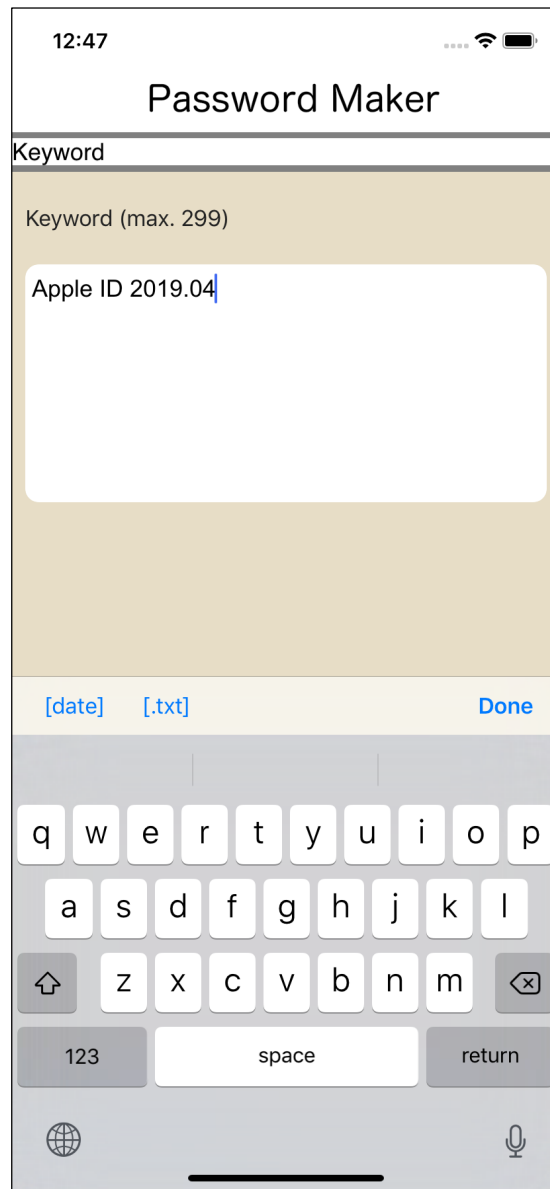 12:47
Password Maker
Keyword
Keyword (max. 299)
Apple ID 2019.04
[date] [.txt] Done
q w e r t y u i o p
a s d f g h j k l
z x c v b n m
123 space return